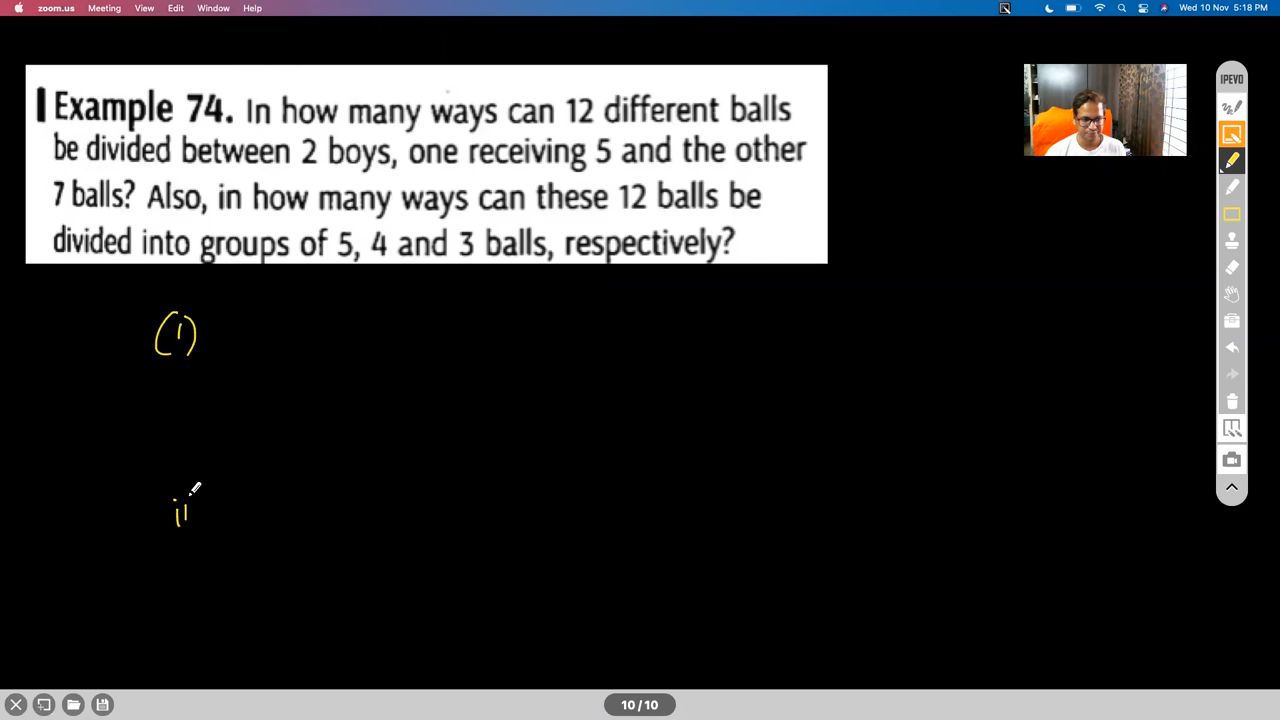 zoom.us Meeting View Edit Window Help Wed 10 Nov 5:18 PM
Example 74. In how many ways can 12 different balls
be divided between 2 boys, one receiving 5 and the other
7 balls? Also, in how many ways can these 12 balls be
divided into groups of 5, 4 and 3 balls, respectively?
IPEVO
(i)
ii
10/10